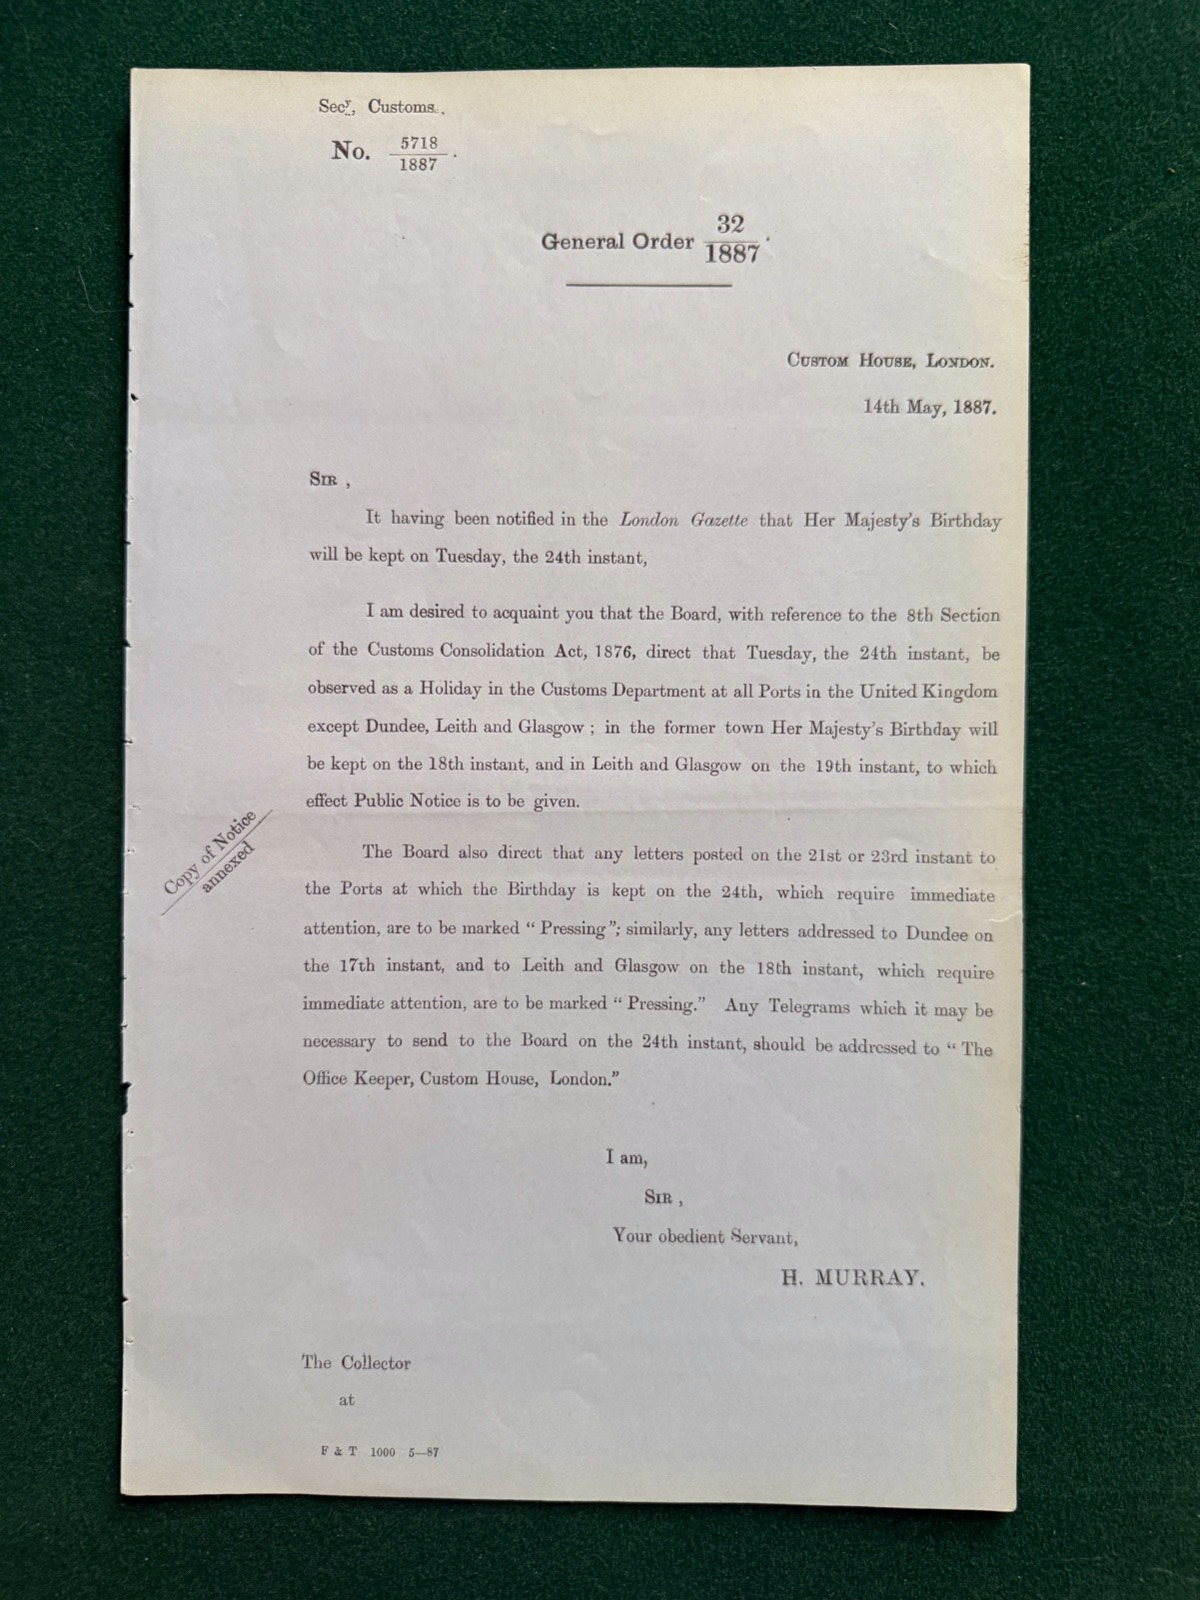 Secy, Customs.
No. 5718/1887.
General Order 32/1887.
Custom House, London.
14th May, 1887.
Sir,
It having been notified in the London Gazette that Her Majesty's Birthday
will be kept on Tuesday, the 24th instant,
I am desired to acquaint you that the Board, with reference to the 8th Section
of the Customs Consolidation Act, 1876, direct that Tuesday, the 24th instant, be
observed as a Holiday in the Customs Department at all Ports in the United Kingdom
except Dundee, Leith and Glasgow; in the former town Her Majesty's Birthday will
be kept on the 18th instant, and in Leith and Glasgow on the 19th instant, to which
effect Public Notice is to be given.
Copy of Notice
annexed
The Board also direct that any letters posted on the 21st or 23rd instant to
the Ports at which the Birthday is kept on the 24th, which require immediate
attention, are to be marked "Pressing"; similarly, any letters addressed to Dundee on
the 17th instant, and to Leith and Glasgow on the 18th instant, which require
immediate attention, are to be marked "Pressing." Any Telegrams which it may be
necessary to send to the Board on the 24th instant, should be addressed to "The
Office Keeper, Custom House, London."
I am,
Sir,
Your obedient Servant,
H. MURRAY.
The Collector
at
F & T 1000 5—87